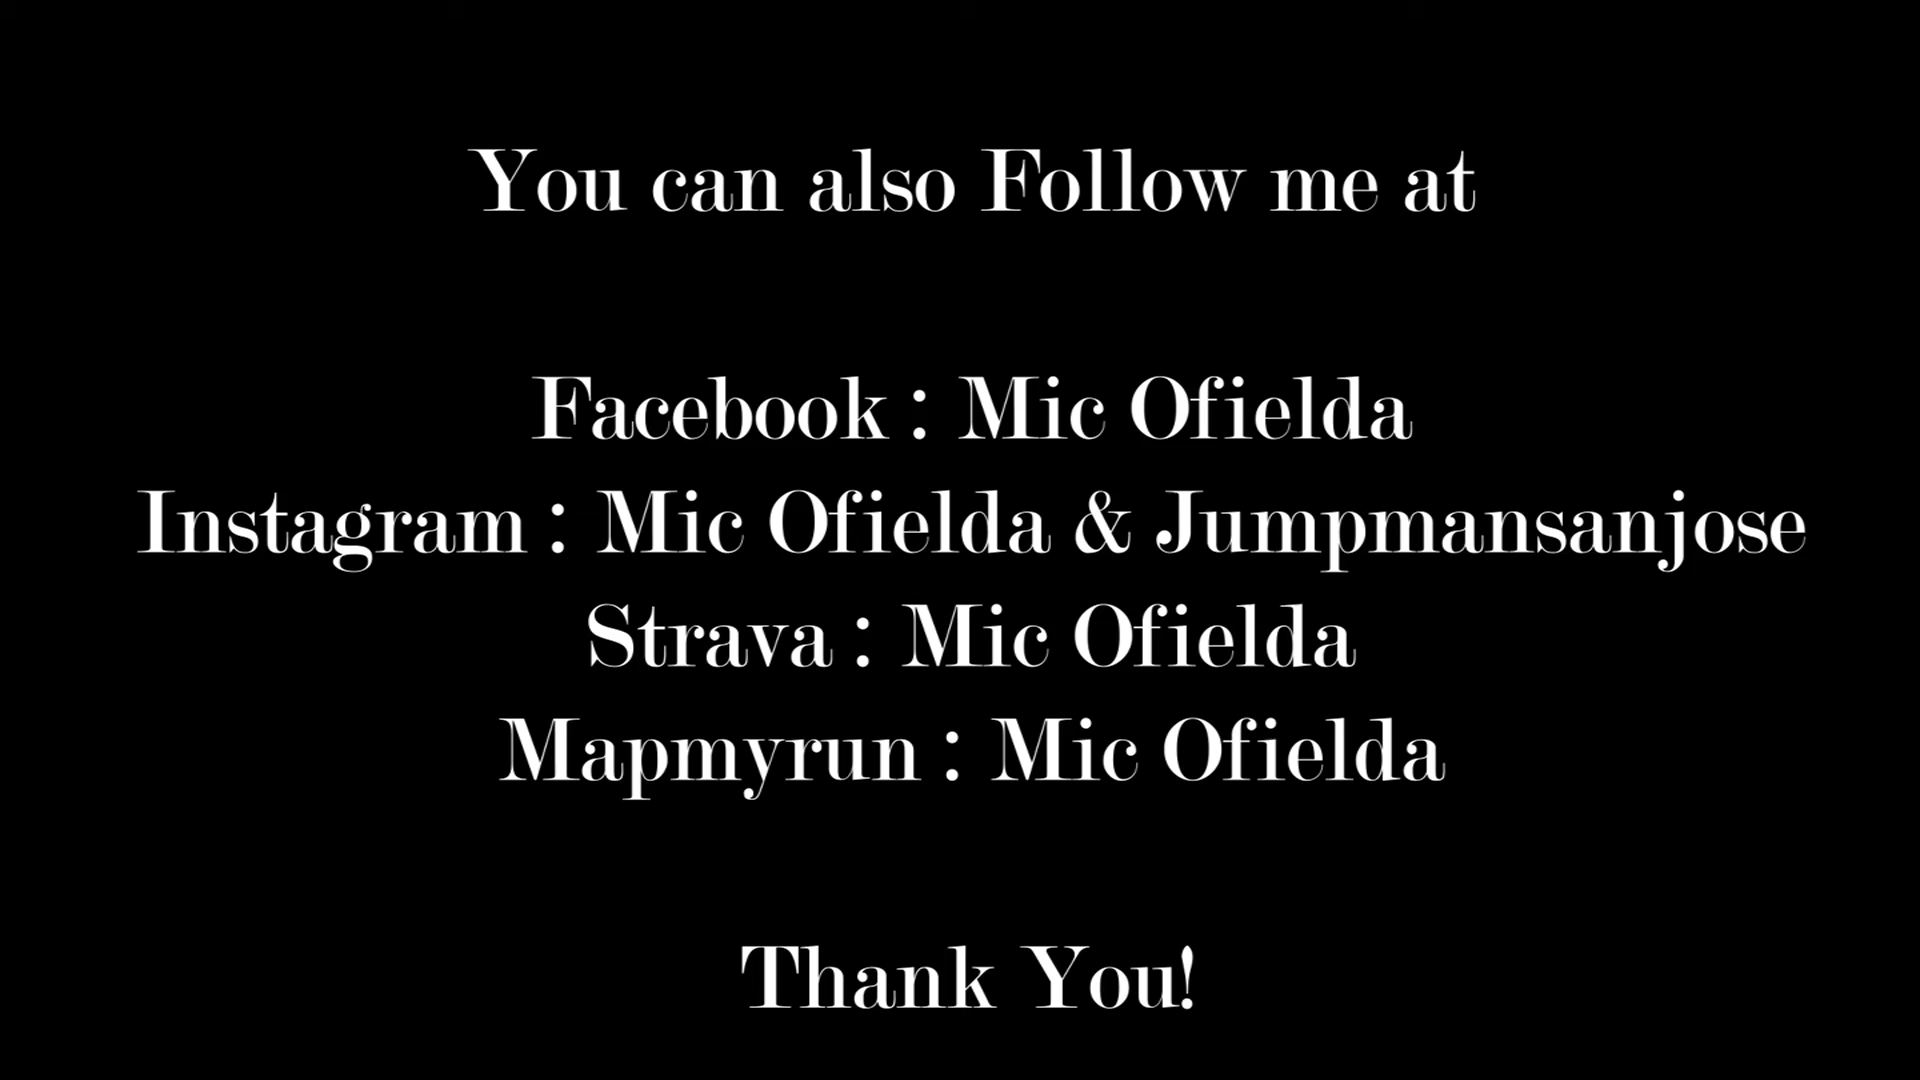 You can also Follow me at
Facebook : Mic Ofielda
Instagram : Mic Ofielda & Jumpmansanjose
Strava : Mic Ofielda
Mapmyrun : Mic Ofielda
Thank You!